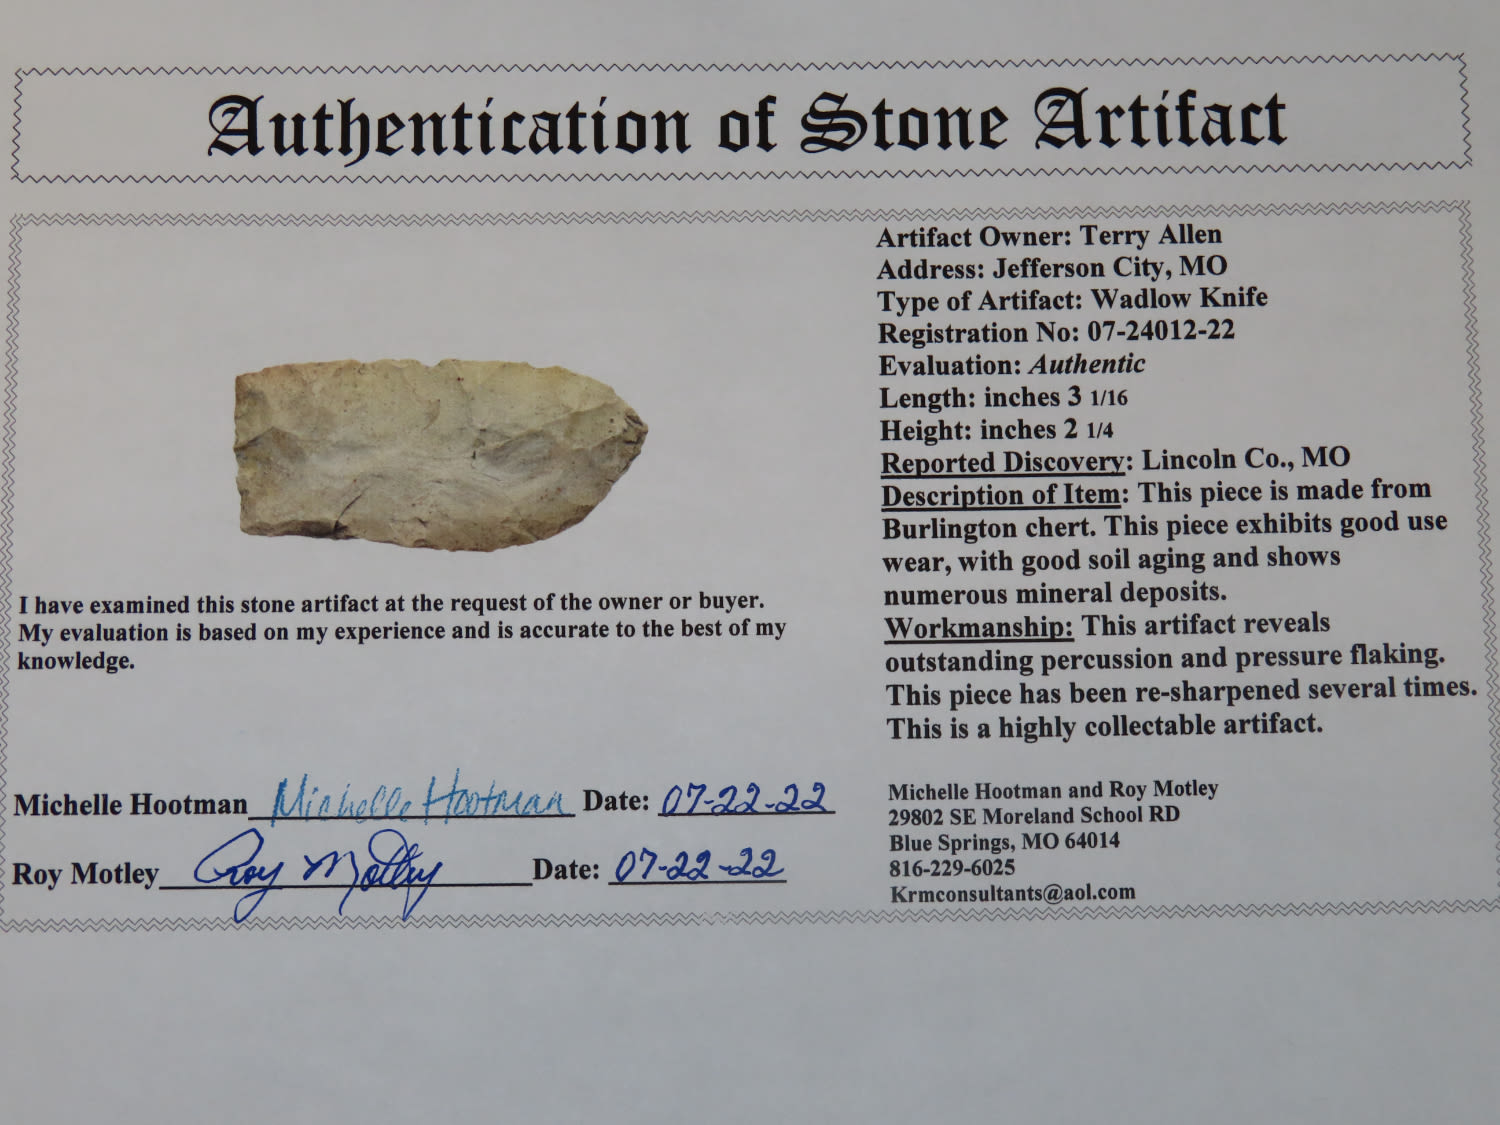 Authentication of Stone Artifact
Artifact Owner: Terry Allen
Address: Jefferson City, MO
Type of Artifact: Wadlow Knife
Registration No: 07-24012-22
Evaluation: Authentic
Length: inches 3 1/16
Height: inches 2 1/4
Reported Discovery: Lincoln Co., MO
Description of Item: This piece is made from
Burlington chert. This piece exhibits good use
wear, with good soil aging and shows
numerous mineral deposits.
Workmanship: This artifact reveals
outstanding percussion and pressure flaking.
This piece has been re-sharpened several times.
This is a highly collectable artifact.
I have examined this stone artifact at the request of the owner or buyer.
My evaluation is based on my experience and is accurate to the best of my
knowledge.
Michelle Hootman Michelle Hootman Date: 07-22-22
Roy Motley Roy Motley Date: 07-22-22
Michelle Hootman and Roy Motley
29802 SE Moreland School RD
Blue Springs, MO 64014
816-229-6025
Krmconsultants@aol.com